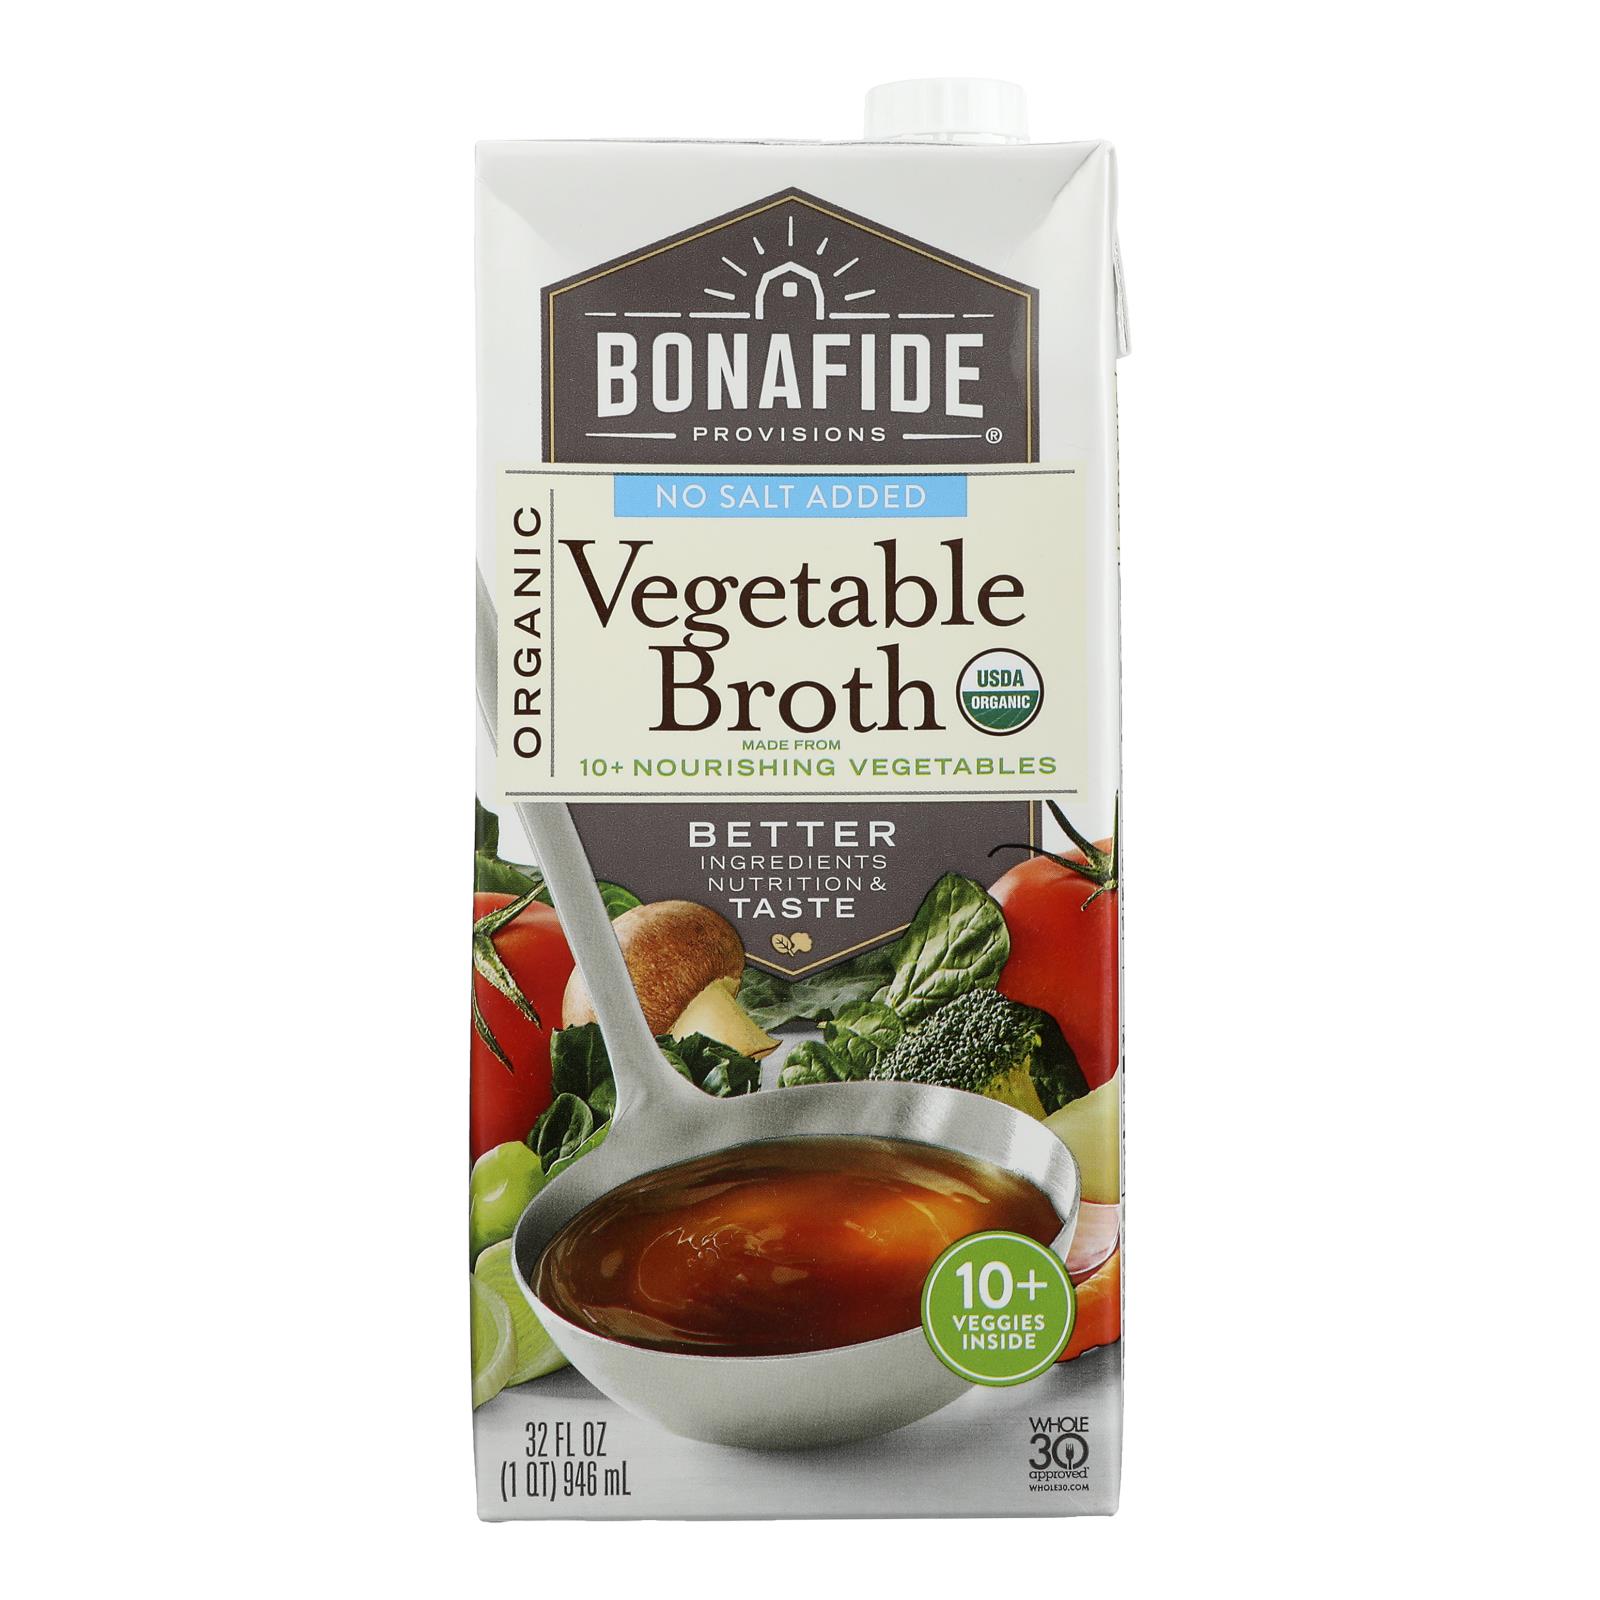 BONAFIDE
PROVISIONS ®
NO SALT ADDED
ORGANIC
Vegetable
Broth
USDA
ORGANIC
MADE FROM
10+ NOURISHING VEGETABLES
BETTER
INGREDIENTS
NUTRITION &
TASTE
10+
VEGGIES
INSIDE
32 FL OZ
(1 QT) 946 mL
WHOLE
30
approved
WHOLE30.COM